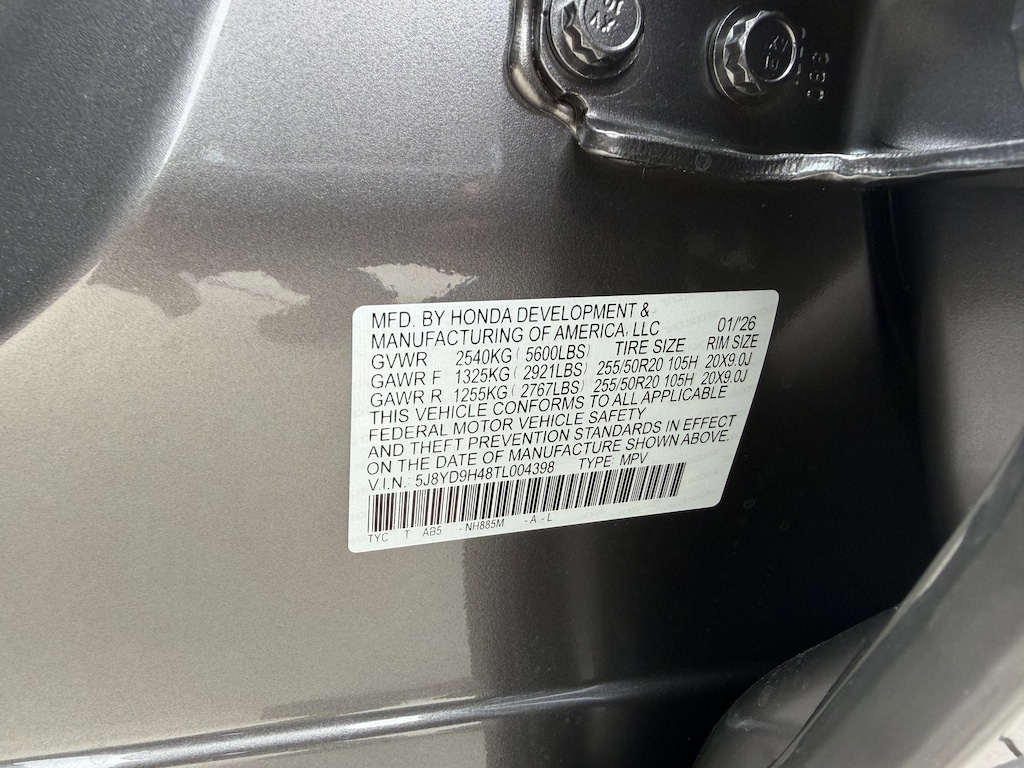 MFD. BY HONDA DEVELOPMENT &
MANUFACTURING OF AMERICA, LLC 01/'26
GVWR 2540KG ( 5600LBS) TIRE SIZE RIM SIZE
GAWR F 1325KG ( 2921LBS) 255/50R20 105H 20X9.0J
GAWR R 1255KG ( 2767LBS) 255/50R20 105H 20X9.0J
THIS VEHICLE CONFORMS TO ALL APPLICABLE
FEDERAL MOTOR VEHICLE SAFETY
AND THEFT PREVENTION STANDARDS IN EFFECT
ON THE DATE OF MANUFACTURE SHOWN ABOVE.
V.I.N.: 5J8YD9H48TL004398 TYPE: MPV
TYC T AB5 -NH885M -A-L